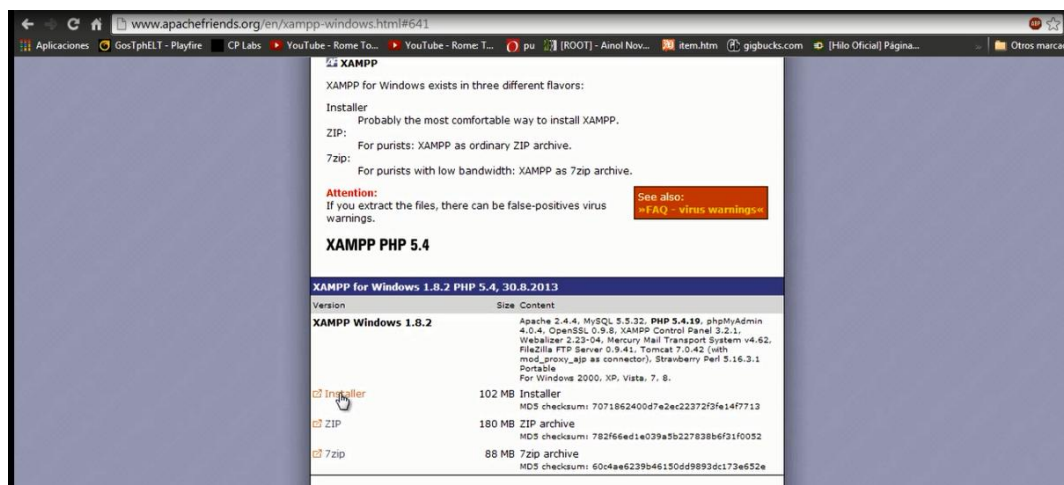 www.apachefriends.org/en/xampp-windows.html#641
ABP
Aplicaciones GosTphELT - Playfire CP Labs YouTube - Rome To... YouTube - Rome: T... pu [ROOT] - Ainol Nov... item.htm gigbucks.com [Hilo Oficial] Página... » Otros marca
XAMPP
XAMPP for Windows exists in three different flavors:
Installer
Probably the most comfortable way to install XAMPP.
ZIP:
For purists: XAMPP as ordinary ZIP archive.
7zip:
For purists with low bandwidth: XAMPP as 7zip archive.
Attention:
If you extract the files, there can be false-positives virus
warnings.
See also:
»FAQ - virus warnings«
XAMPP PHP 5.4
XAMPP for Windows 1.8.2 PHP 5.4, 30.8.2013
Version Size Content
XAMPP Windows 1.8.2 Apache 2.4.4, MySQL 5.5.32, PHP 5.4.19, phpMyAdmin
4.0.4, OpenSSL 0.9.8, XAMPP Control Panel 3.2.1,
Webalizer 2.23-04, Mercury Mail Transport System v4.62,
FileZilla FTP Server 0.9.41, Tomcat 7.0.42 (with
mod_proxy_ajp as connector), Strawberry Perl 5.16.3.1
Portable
For Windows 2000, XP, Vista, 7, 8.
Installer 102 MB Installer
MD5 checksum: 7071862400d7e2ec22372f3fe14f7713
ZIP 180 MB ZIP archive
MD5 checksum: 782f66ed1e039a5b227838b6f31f0052
7zip 88 MB 7zip archive
MD5 checksum: 60c4ae6239b46150dd9893dc173e652e